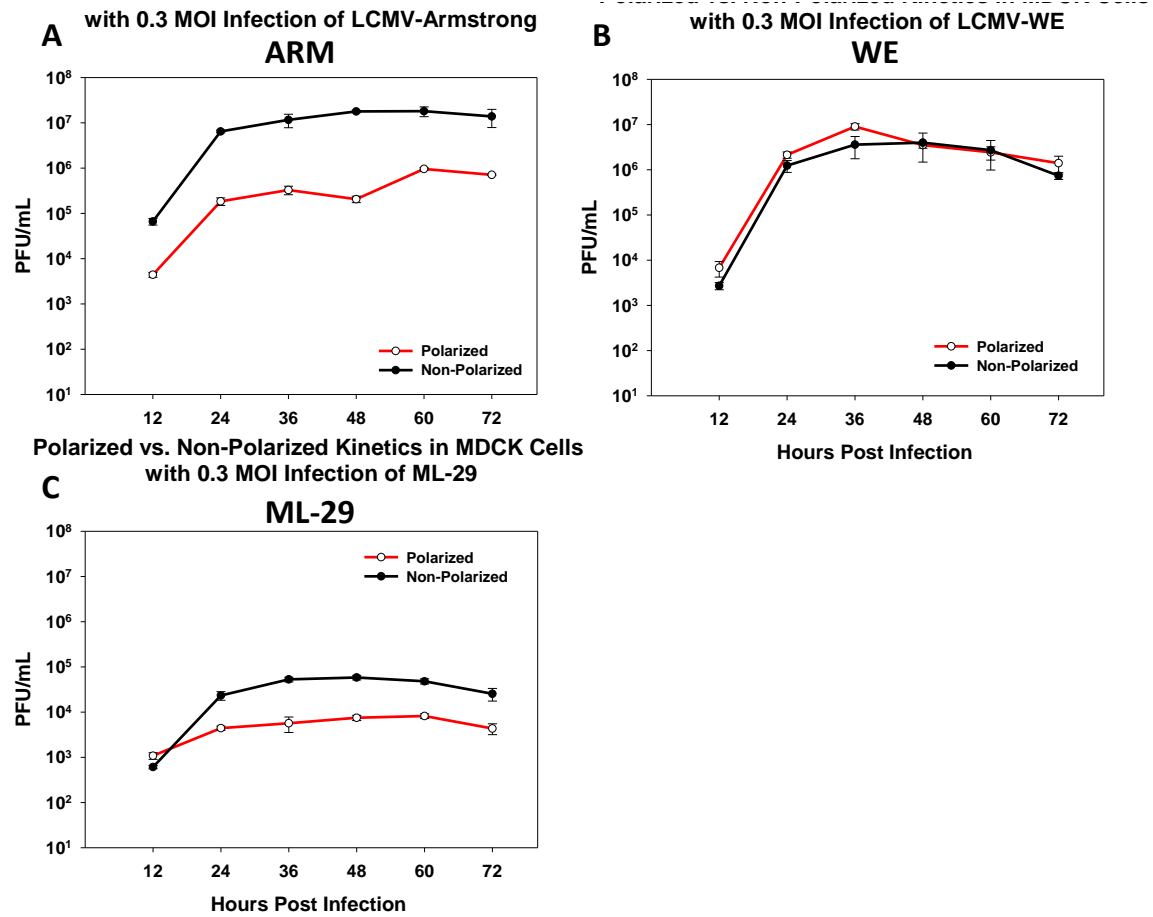 with 0.3 MOI Infection of LCMV-Armstrong
A
ARM
PFU/mL
10⁸
10⁷
10⁶
10⁵
10⁴
10³
10²
10¹
Polarized
Non-Polarized
12 24 36 48 60 72
with 0.3 MOI Infection of LCMV-WE
B
WE
PFU/mL
10⁸
10⁷
10⁶
10⁵
10⁴
10³
10²
10¹
Polarized
Non-Polarized
12 24 36 48 60 72
Hours Post Infection
Polarized vs. Non-Polarized Kinetics in MDCK Cells
with 0.3 MOI Infection of ML-29
C
ML-29
PFU/mL
10⁸
10⁷
10⁶
10⁵
10⁴
10³
10²
10¹
Polarized
Non-Polarized
12 24 36 48 60 72
Hours Post Infection